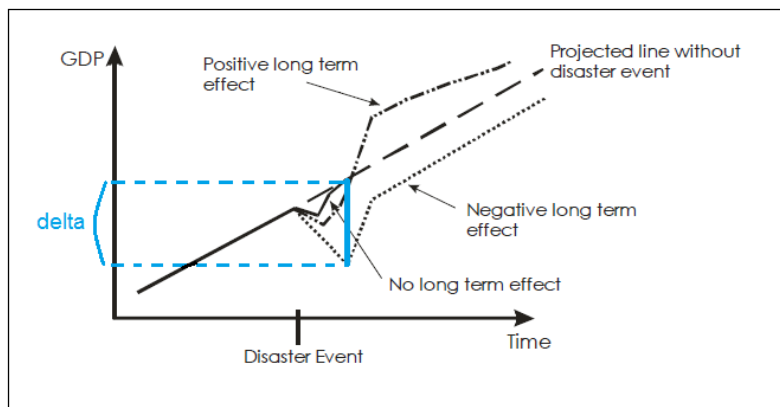 GDP
Positive long term
effect
Projected line without
disaster event
delta
Negative long term
effect
No long term effect
Time
Disaster Event